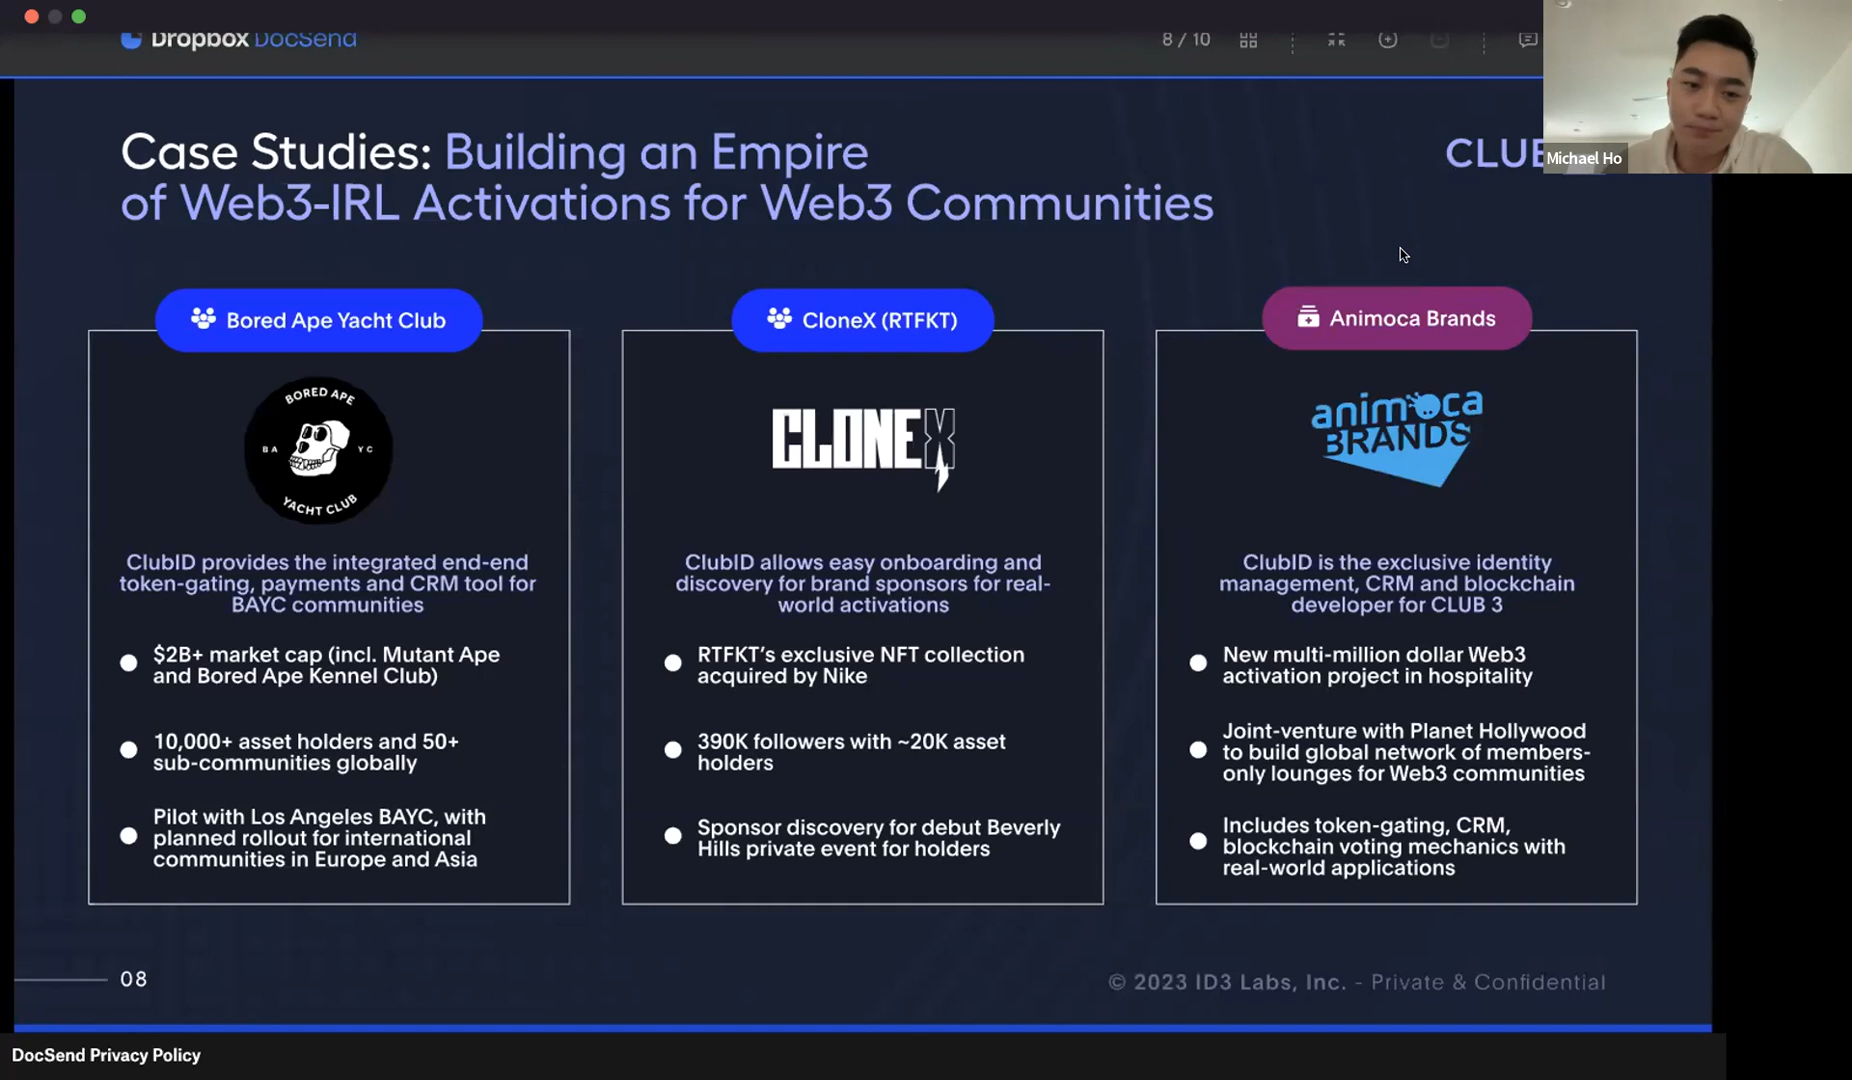 Dropbox DocSend
8 / 10
Michael Ho
Case Studies: Building an Empire
of Web3-IRL Activations for Web3 Communities
CLUB
Bored Ape Yacht Club
BORED APE
BA YC
YACHT CLUB
ClubID provides the integrated end-end
token-gating, payments and CRM tool for
BAYC communities
$2B+ market cap (incl. Mutant Ape
and Bored Ape Kennel Club)
10,000+ asset holders and 50+
sub-communities globally
Pilot with Los Angeles BAYC, with
planned rollout for international
communities in Europe and Asia
CloneX (RTFKT)
CLONEX
ClubID allows easy onboarding and
discovery for brand sponsors for real-
world activations
RTFKT’s exclusive NFT collection
acquired by Nike
390K followers with ~20K asset
holders
Sponsor discovery for debut Beverly
Hills private event for holders
Animoca Brands
animoca
BRANDS
ClubID is the exclusive identity
management, CRM and blockchain
developer for CLUB 3
New multi-million dollar Web3
activation project in hospitality
Joint-venture with Planet Hollywood
to build global network of members-
only lounges for Web3 communities
Includes token-gating, CRM,
blockchain voting mechanics with
real-world applications
08
© 2023 ID3 Labs, Inc. - Private & Confidential
DocSend Privacy Policy